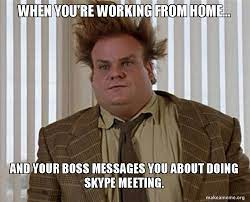 WHEN YOU'RE WORKING FROM HOME...
AND YOUR BOSS MESSAGES YOU ABOUT DOING
SKYPE MEETING.
makeameme.org